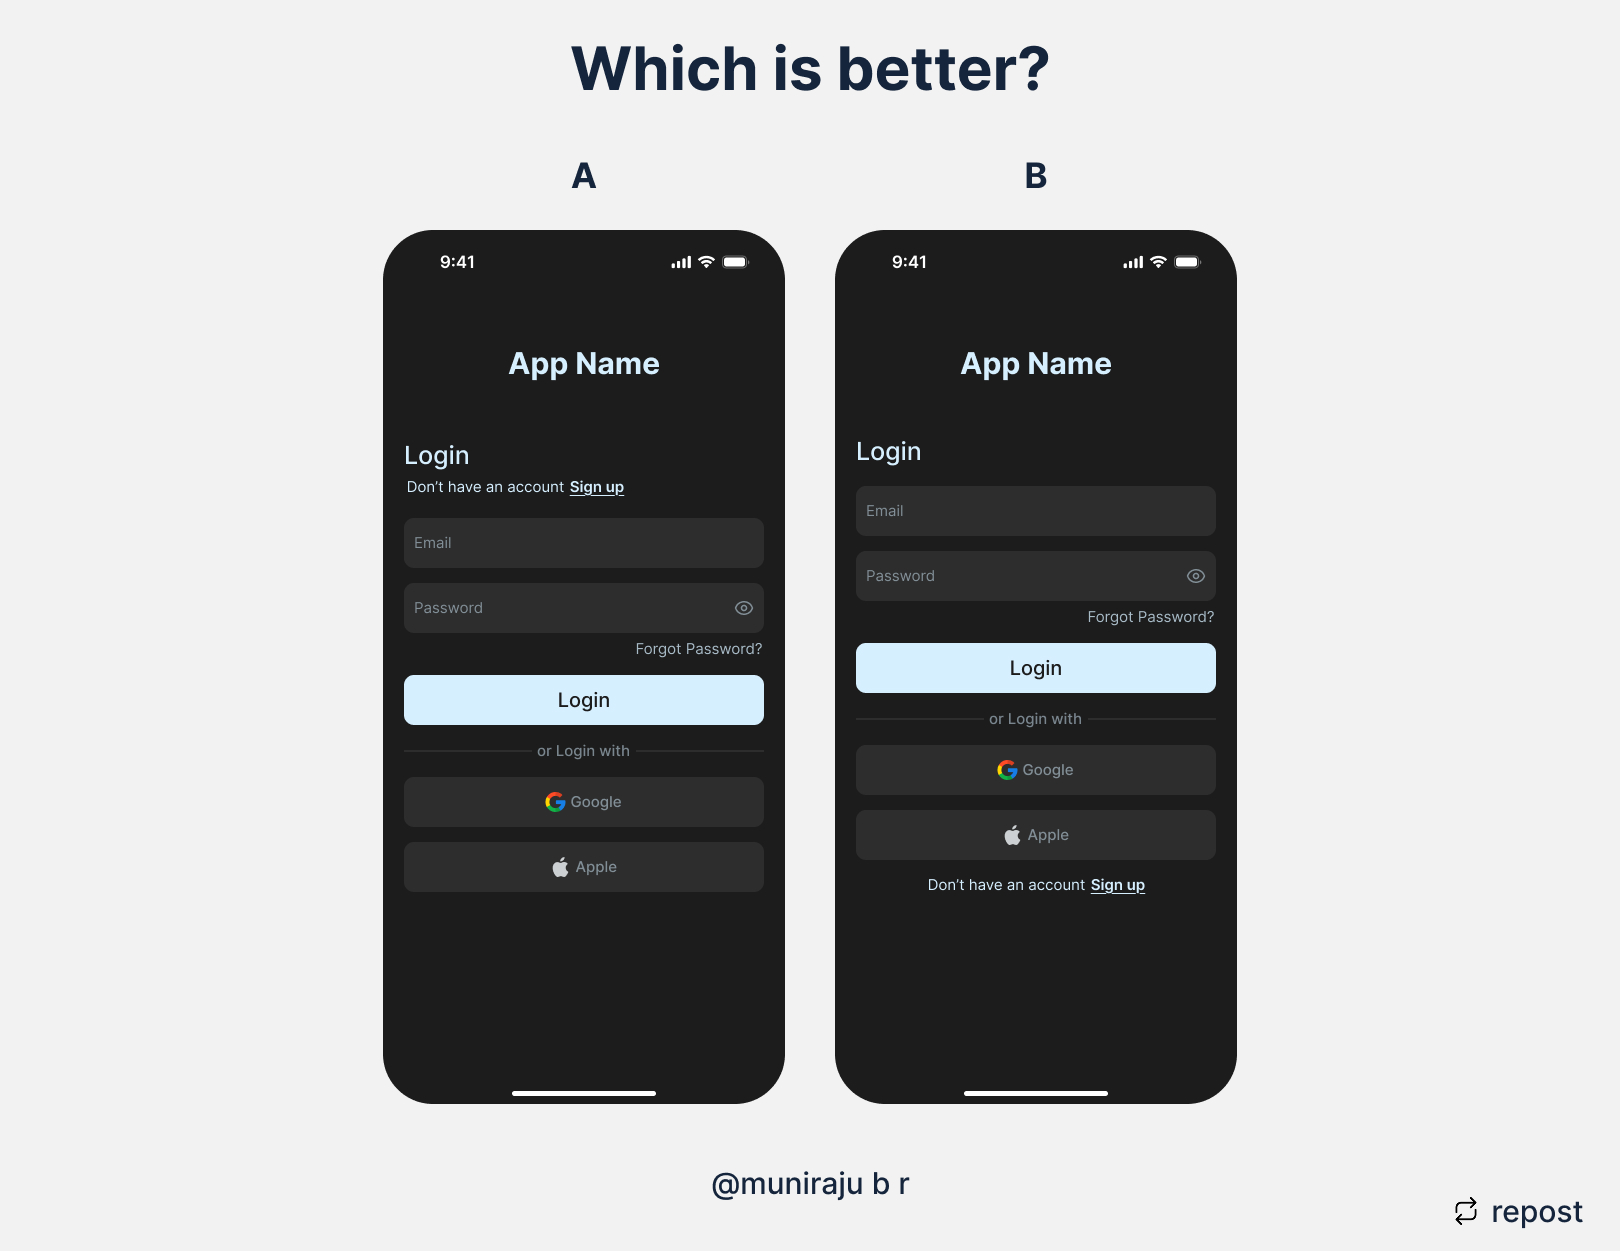 Which is better?
A
B
9:41
App Name
Login
Don't have an account Sign up
Email
Password
Forgot Password?
Login
or Login with
Google
Apple
9:41
App Name
Login
Email
Password
Forgot Password?
Login
or Login with
Google
Apple
Don't have an account Sign up
@muniraju b r
repost